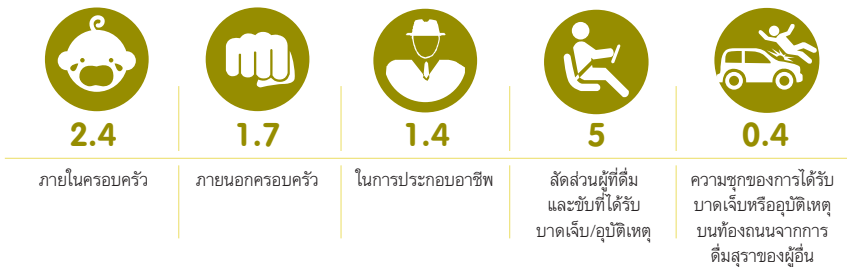 2.4
1.7
1.4
5
0.4
ภายในครอบครัว
ภายนอกครอบครัว
ในการประกอบอาชีพ
สัดส่วนผู้ที่ดื่ม
และขับที่ได้รับ
บาดเจ็บ/อุบัติเหตุ
ความชุกของการได้รับ
บาดเจ็บหรืออุบัติเหตุ
บนท้องถนนจากการ
ดื่มสุราของผู้อื่น